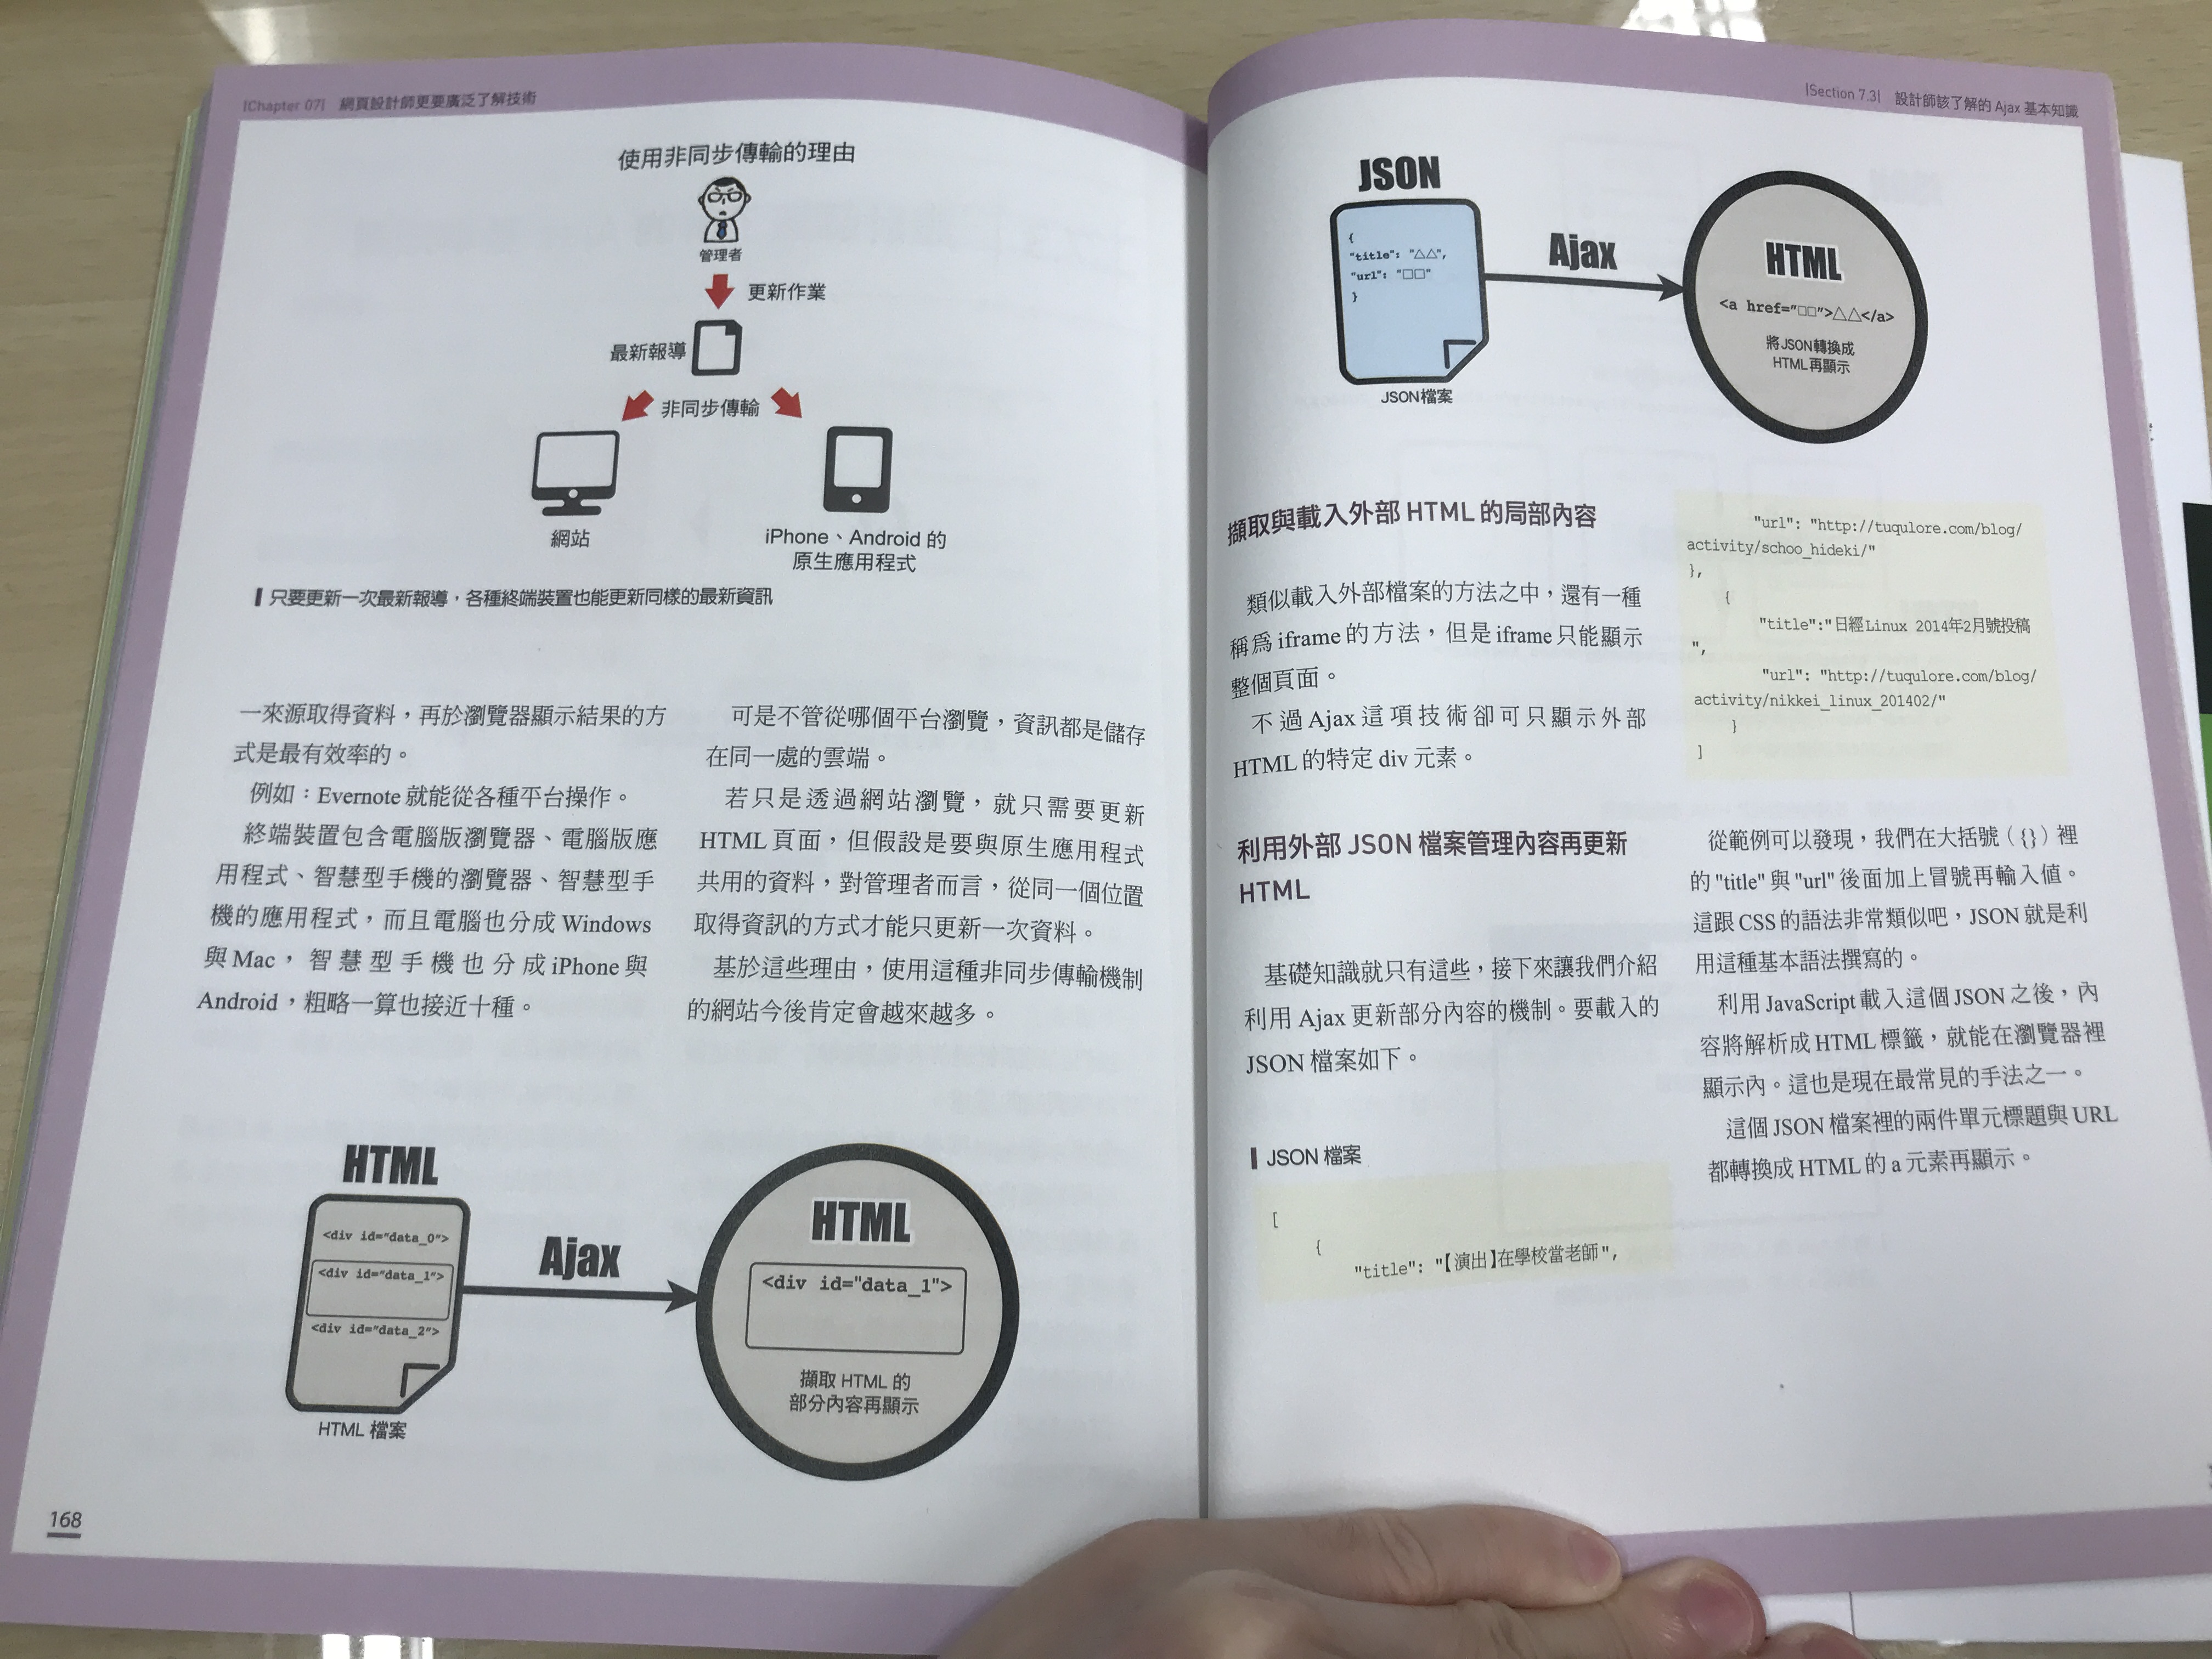 |Chapter 07| 網頁設計師更要廣泛了解技術
使用非同步傳輸的理由
管理者
更新作業
最新報導
非同步傳輸
網站
iPhone、Android 的
原生應用程式
只要更新一次最新報導，各種終端裝置也能更新同樣的最新資訊
一來源取得資料，再於瀏覽器顯示結果的方
式是最有效率的。
例如：Evernote 就能從各種平台操作。
終端裝置包含電腦版瀏覽器、電腦版應
用程式、智慧型手機的瀏覽器、智慧型手
機的應用程式，而且電腦也分成 Windows
與 Mac，智慧型手機也分成 iPhone 與
Android，粗略一算也接近十種。
可是不管從哪個平台瀏覽，資訊都是儲存
在同一處的雲端。
若只是透過網站瀏覽，就只需要更新
HTML 頁面，但假設是要與原生應用程式
共用的資料，對管理者而言，從同一個位置
取得資訊的方式才能只更新一次資料。
基於這些理由，使用這種非同步傳輸機制
的網站今後肯定會越來越多。
HTML
<div id="data_0">
<div id="data_1">
<div id="data_2">
HTML 檔案
Ajax
HTML
<div id="data_1">
擷取 HTML 的
部分內容再顯示
168
|Section 7.3| 設計師該了解的 Ajax 基本知識
JSON
{
"title": "△△",
"url": "□□"
}
JSON檔案
Ajax
HTML
<a href="□□">△△</a>
將JSON轉換成
HTML再顯示
擷取與載入外部 HTML 的局部內容
類似載入外部檔案的方法之中，還有一種
稱為 iframe 的方法，但是 iframe 只能顯示
整個頁面。
不過 Ajax 這項技術卻可只顯示外部
HTML 的特定 div 元素。
利用外部 JSON 檔案管理內容再更新
HTML
基礎知識就只有這些，接下來讓我們介紹
利用 Ajax 更新部分內容的機制。要載入的
JSON 檔案如下。
JSON 檔案
[
{
"title": "【演出】在學校當老師",
"url": "http://tuqulore.com/blog/
activity/schoo_hideki/"
},
{
"title":"日經Linux 2014年2月號投稿
",
"url": "http://tuqulore.com/blog/
activity/nikkei_linux_201402/"
}
]
從範例可以發現，我們在大括號（{}）裡
的 "title" 與 "url" 後面加上冒號再輸入值。
這跟 CSS 的語法非常類似吧，JSON 就是利
用這種基本語法撰寫的。
利用 JavaScript 載入這個 JSON 之後，內
容將解析成 HTML 標籤，就能在瀏覽器裡
顯示內。這也是現在最常見的手法之一。
這個 JSON 檔案裡的兩件單元標題與 URL
都轉換成 HTML 的 a 元素再顯示。